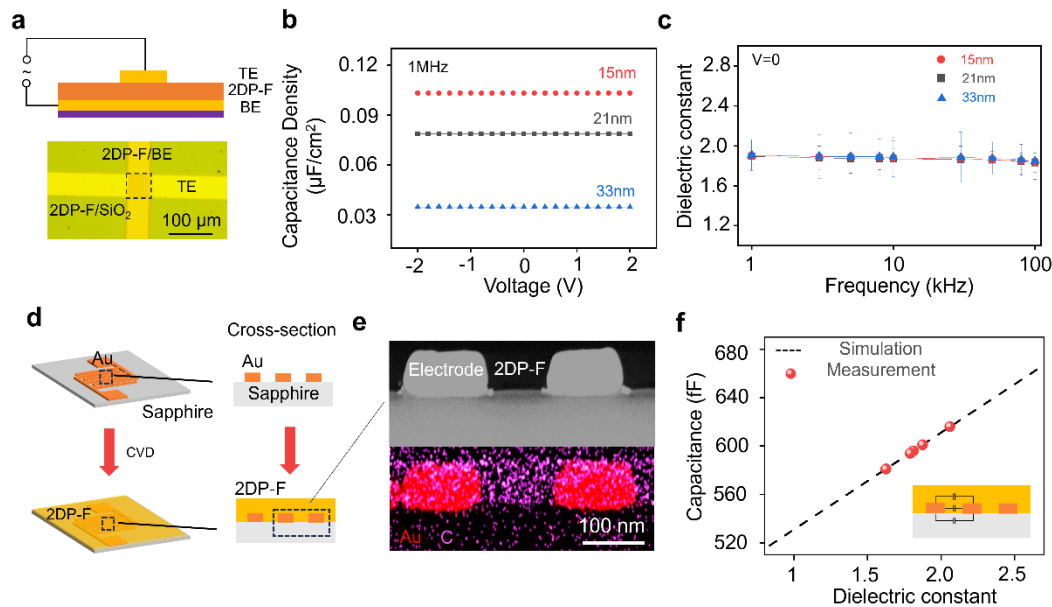 a
~
TE
2DP-F
BE
2DP-F/BE
TE
2DP-F/SiO2
100 µm
b
Capacitance Density
(µF/cm²)
0.12
0.09
0.06
0.03
1MHz
15nm
21nm
33nm
-2
-1
0
1
2
Voltage (V)
c
Dielectric constant
2.8
2.4
2.0
1.6
1.2
V=0
15nm
21nm
33nm
1
10
100
Frequency (kHz)
d
Au
Sapphire
CVD
2DP-F
Cross-section
Au
Sapphire
2DP-F
e
Electrode
2DP-F
Au C
100 nm
f
Capacitance (fF)
680
640
600
560
520
Simulation
Measurement
1
1.5
2.0
2.5
Dielectric constant